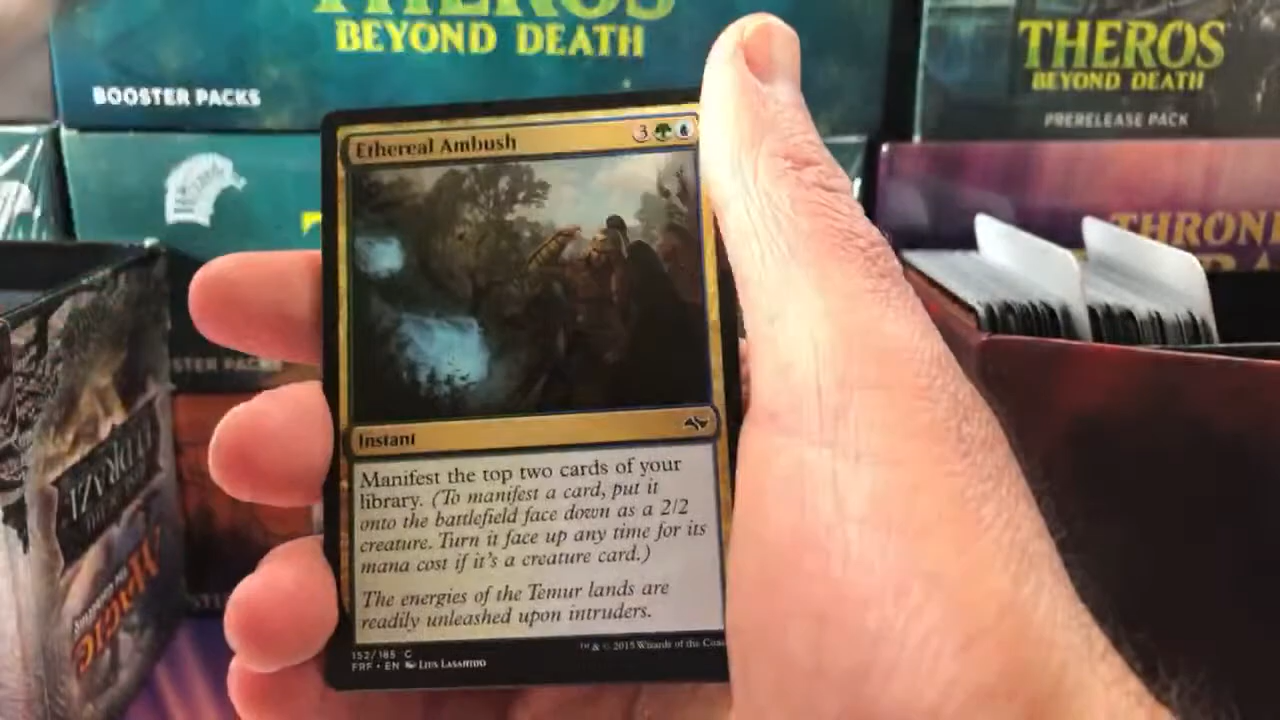 THEROS
BEYOND DEATH
BOOSTER PACKS
THEROS
BEYOND DEATH
PRERELEASE PACK
Ethereal Ambush
3
Instant
Manifest the top two cards of your
library. (To manifest a card, put it
onto the battlefield face down as a 2/2
creature. Turn it face up any time for its
mana cost if it's a creature card.)
The energies of the Temur lands are
readily unleashed upon intruders.
152/185 C
FRF • EN Lius Lasahido
™ & © 2015 Wizards of the